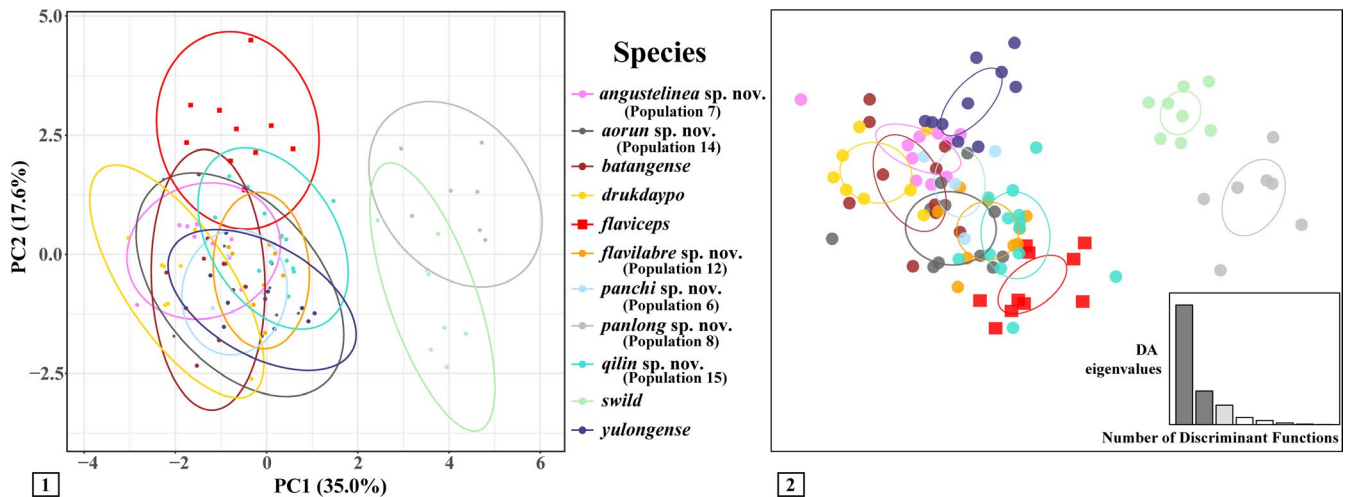 5.0
2.5
0.0
−2.5
PC2 (17.6%)
−4
−2
0
2
4
6
PC1 (35.0%)
1
Species
angustelinea sp. nov.
(Population 7)
aorun sp. nov.
(Population 14)
batangense
drukdaypo
flaviceps
flavilabre sp. nov.
(Population 12)
panchi sp. nov.
(Population 6)
panlong sp. nov.
(Population 8)
qilin sp. nov.
(Population 15)
swild
yulongense
DA
eigenvalues
Number of Discriminant Functions
2